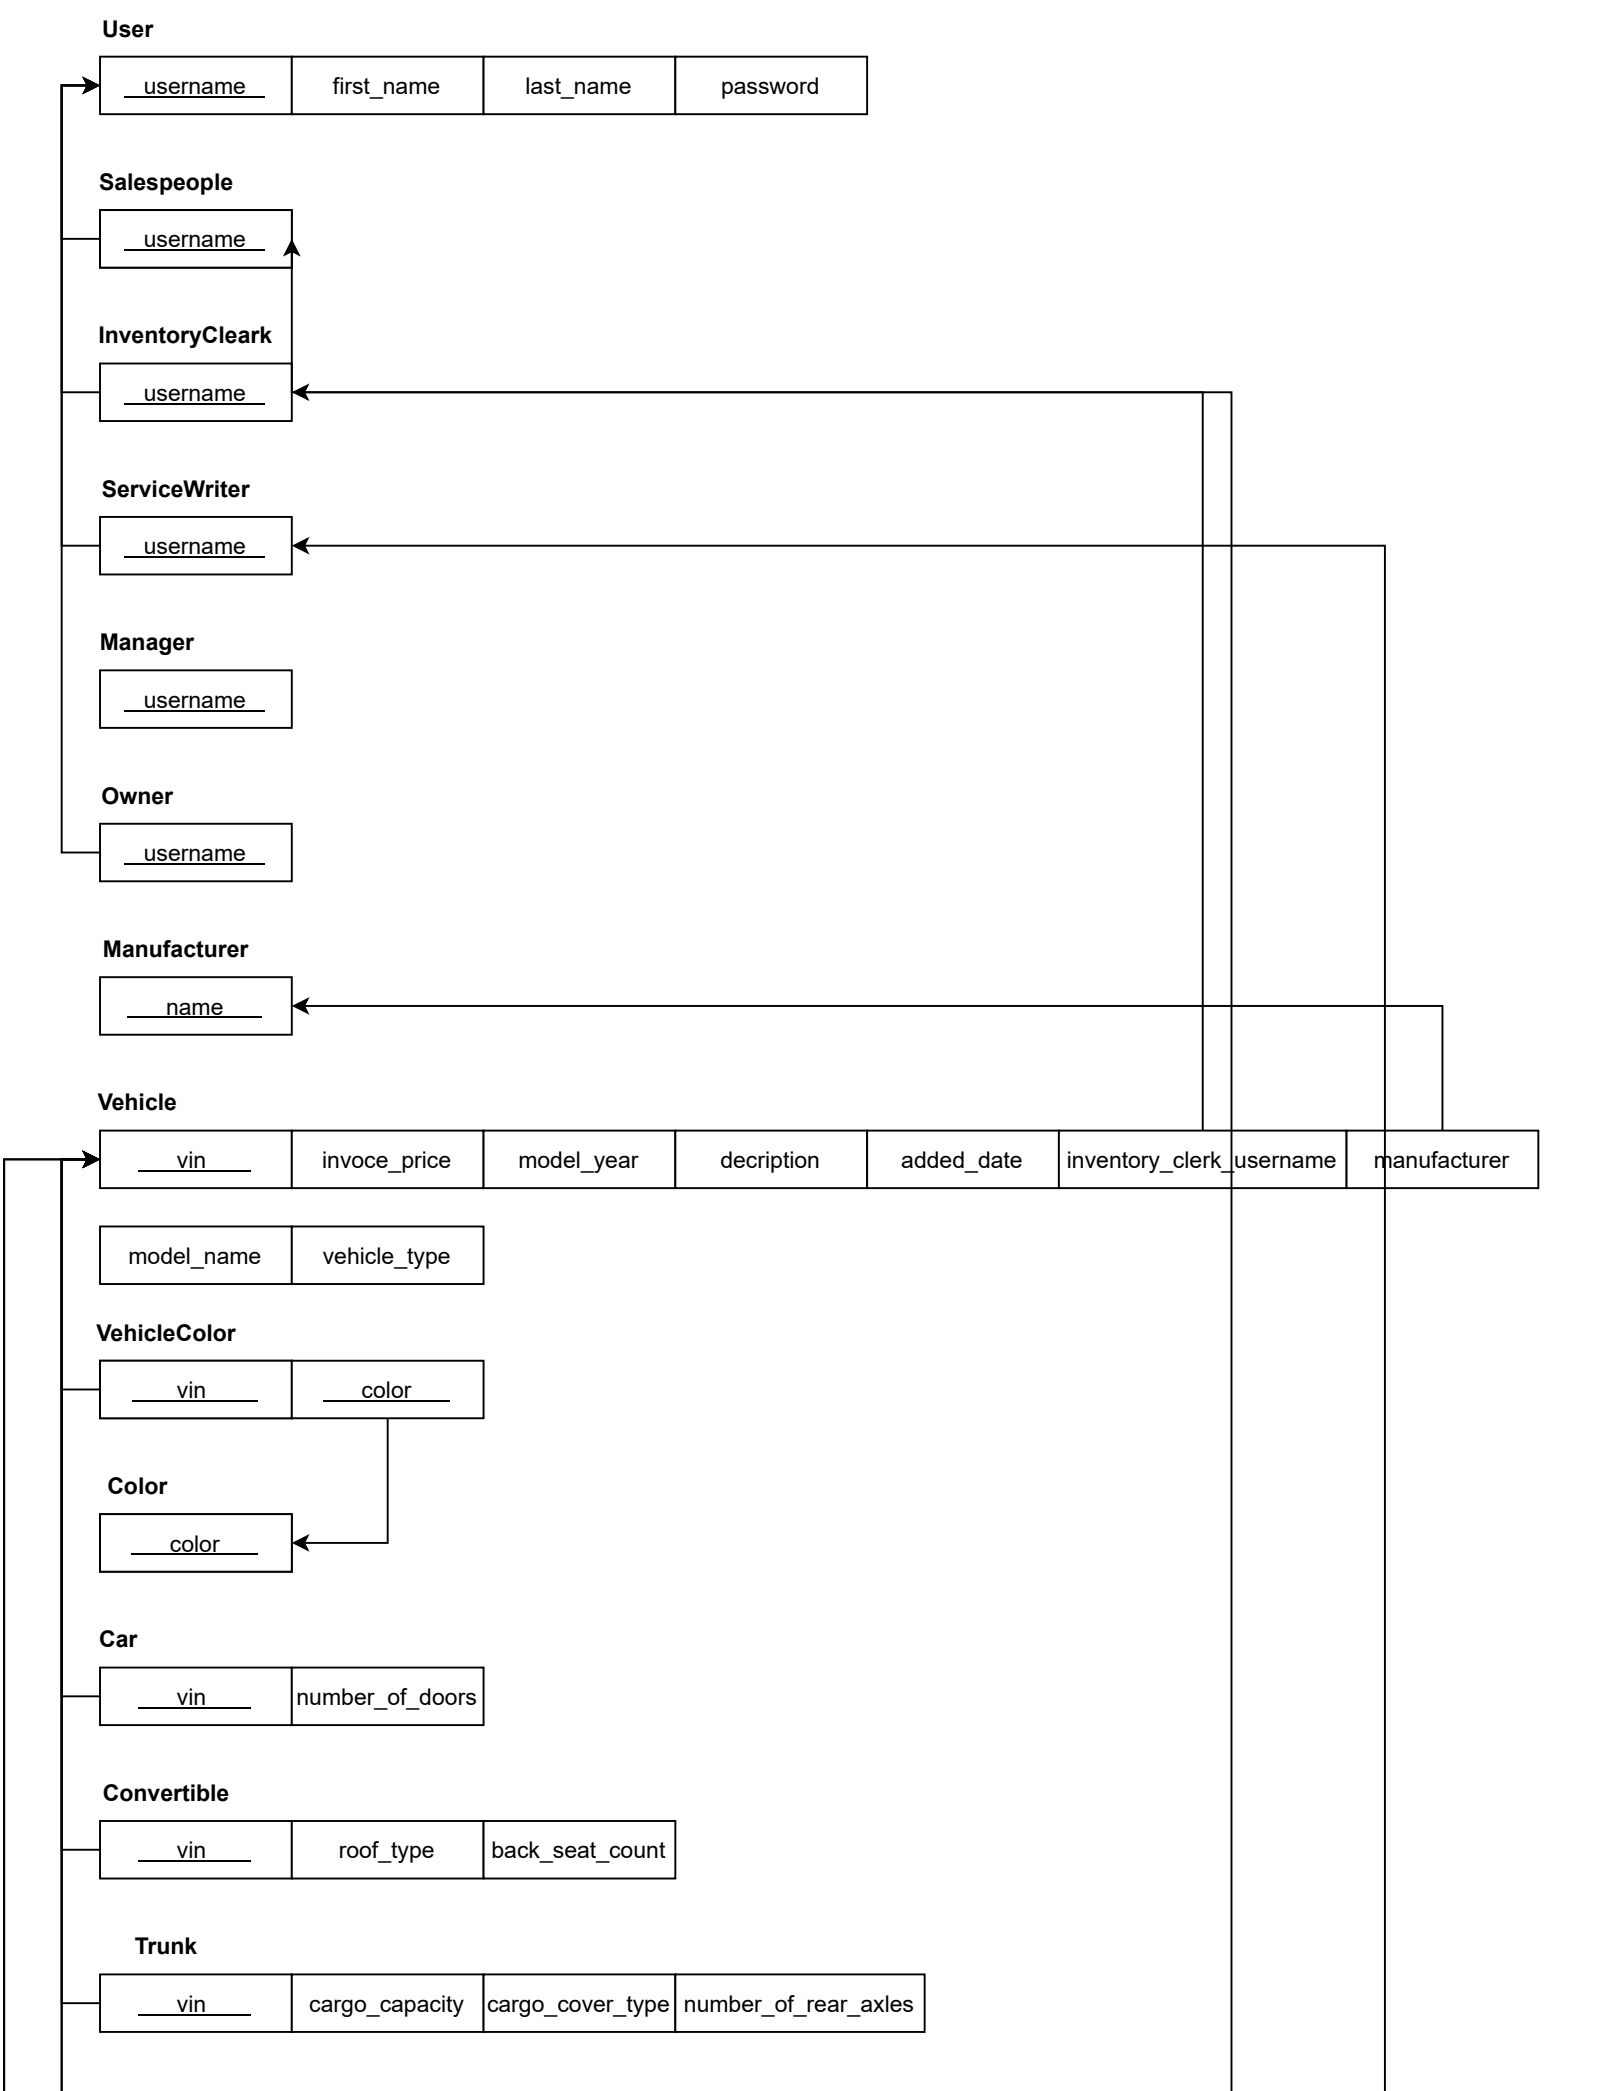 User
username first_name last_name password
Salespeople
username
InventoryCleark
username
ServiceWriter
username
Manager
username
Owner
username
Manufacturer
name
Vehicle
vin invoce_price model_year decription added_date inventory_clerk_username manufacturer
model_name vehicle_type
VehicleColor
vin color
Color
color
Car
vin number_of_doors
Convertible
vin roof_type back_seat_count
Trunk
vin cargo_capacity cargo_cover_type number_of_rear_axles